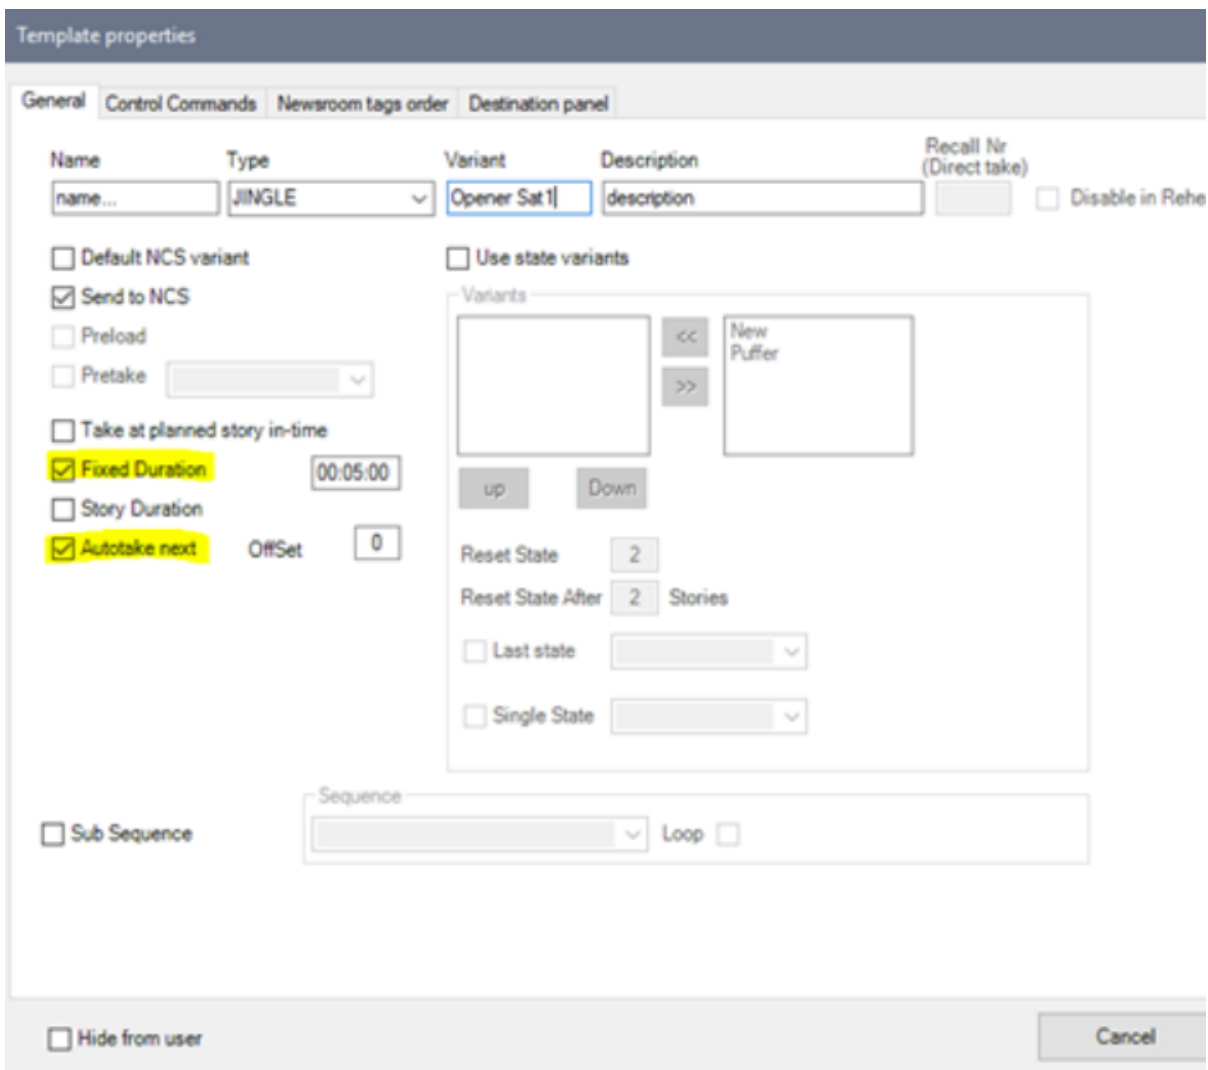 Template properties
General Control Commands Newsroom tags order Destination panel
Name Type Variant Description Recall Nr
(Direct take)
name... JINGLE Opener Sat1 description Disable in Rehe
Default NCS variant Use state variants
Send to NCS Variants
Preload << New
Puffer
Pretake >>
Take at planned story in-time
Fixed Duration 00:05:00 up Down
Story Duration
Autotake next OffSet 0 Reset State 2
Reset State After 2 Stories
Last state
Single State
Sequence
Sub Sequence Loop
Hide from user Cancel